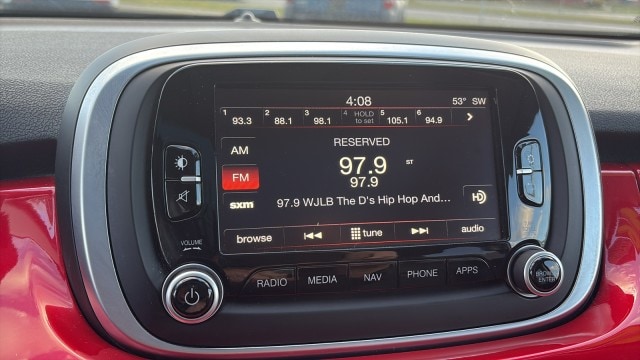 4:08 53° SW
1 2 3 4 HOLD 5 6
93.3 88.1 98.1 to set 105.1 94.9 >
AM
RESERVED
97.9 ST
FM
97.9
sxm 97.9 WJLB The D's Hip Hop And... HD
browse tune audio
VOLUME
RADIO MEDIA NAV PHONE APPS
BROWSE
ENTER